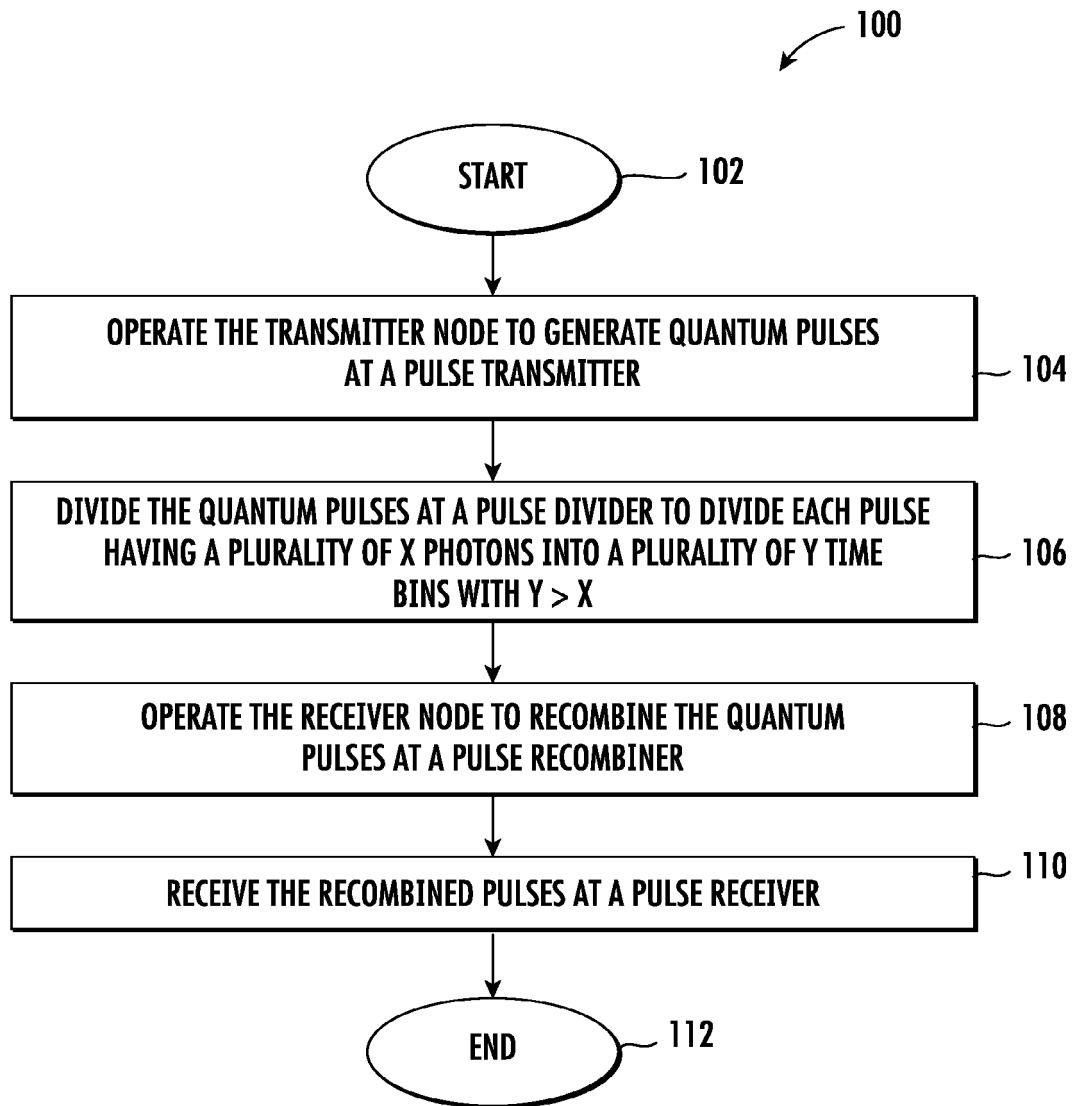 100
START
102
OPERATE THE TRANSMITTER NODE TO GENERATE QUANTUM PULSES
AT A PULSE TRANSMITTER
104
DIVIDE THE QUANTUM PULSES AT A PULSE DIVIDER TO DIVIDE EACH PULSE
HAVING A PLURALITY OF X PHOTONS INTO A PLURALITY OF Y TIME
BINS WITH Y > X
106
OPERATE THE RECEIVER NODE TO RECOMBINE THE QUANTUM
PULSES AT A PULSE RECOMBINER
108
RECEIVE THE RECOMBINED PULSES AT A PULSE RECEIVER
110
END
112